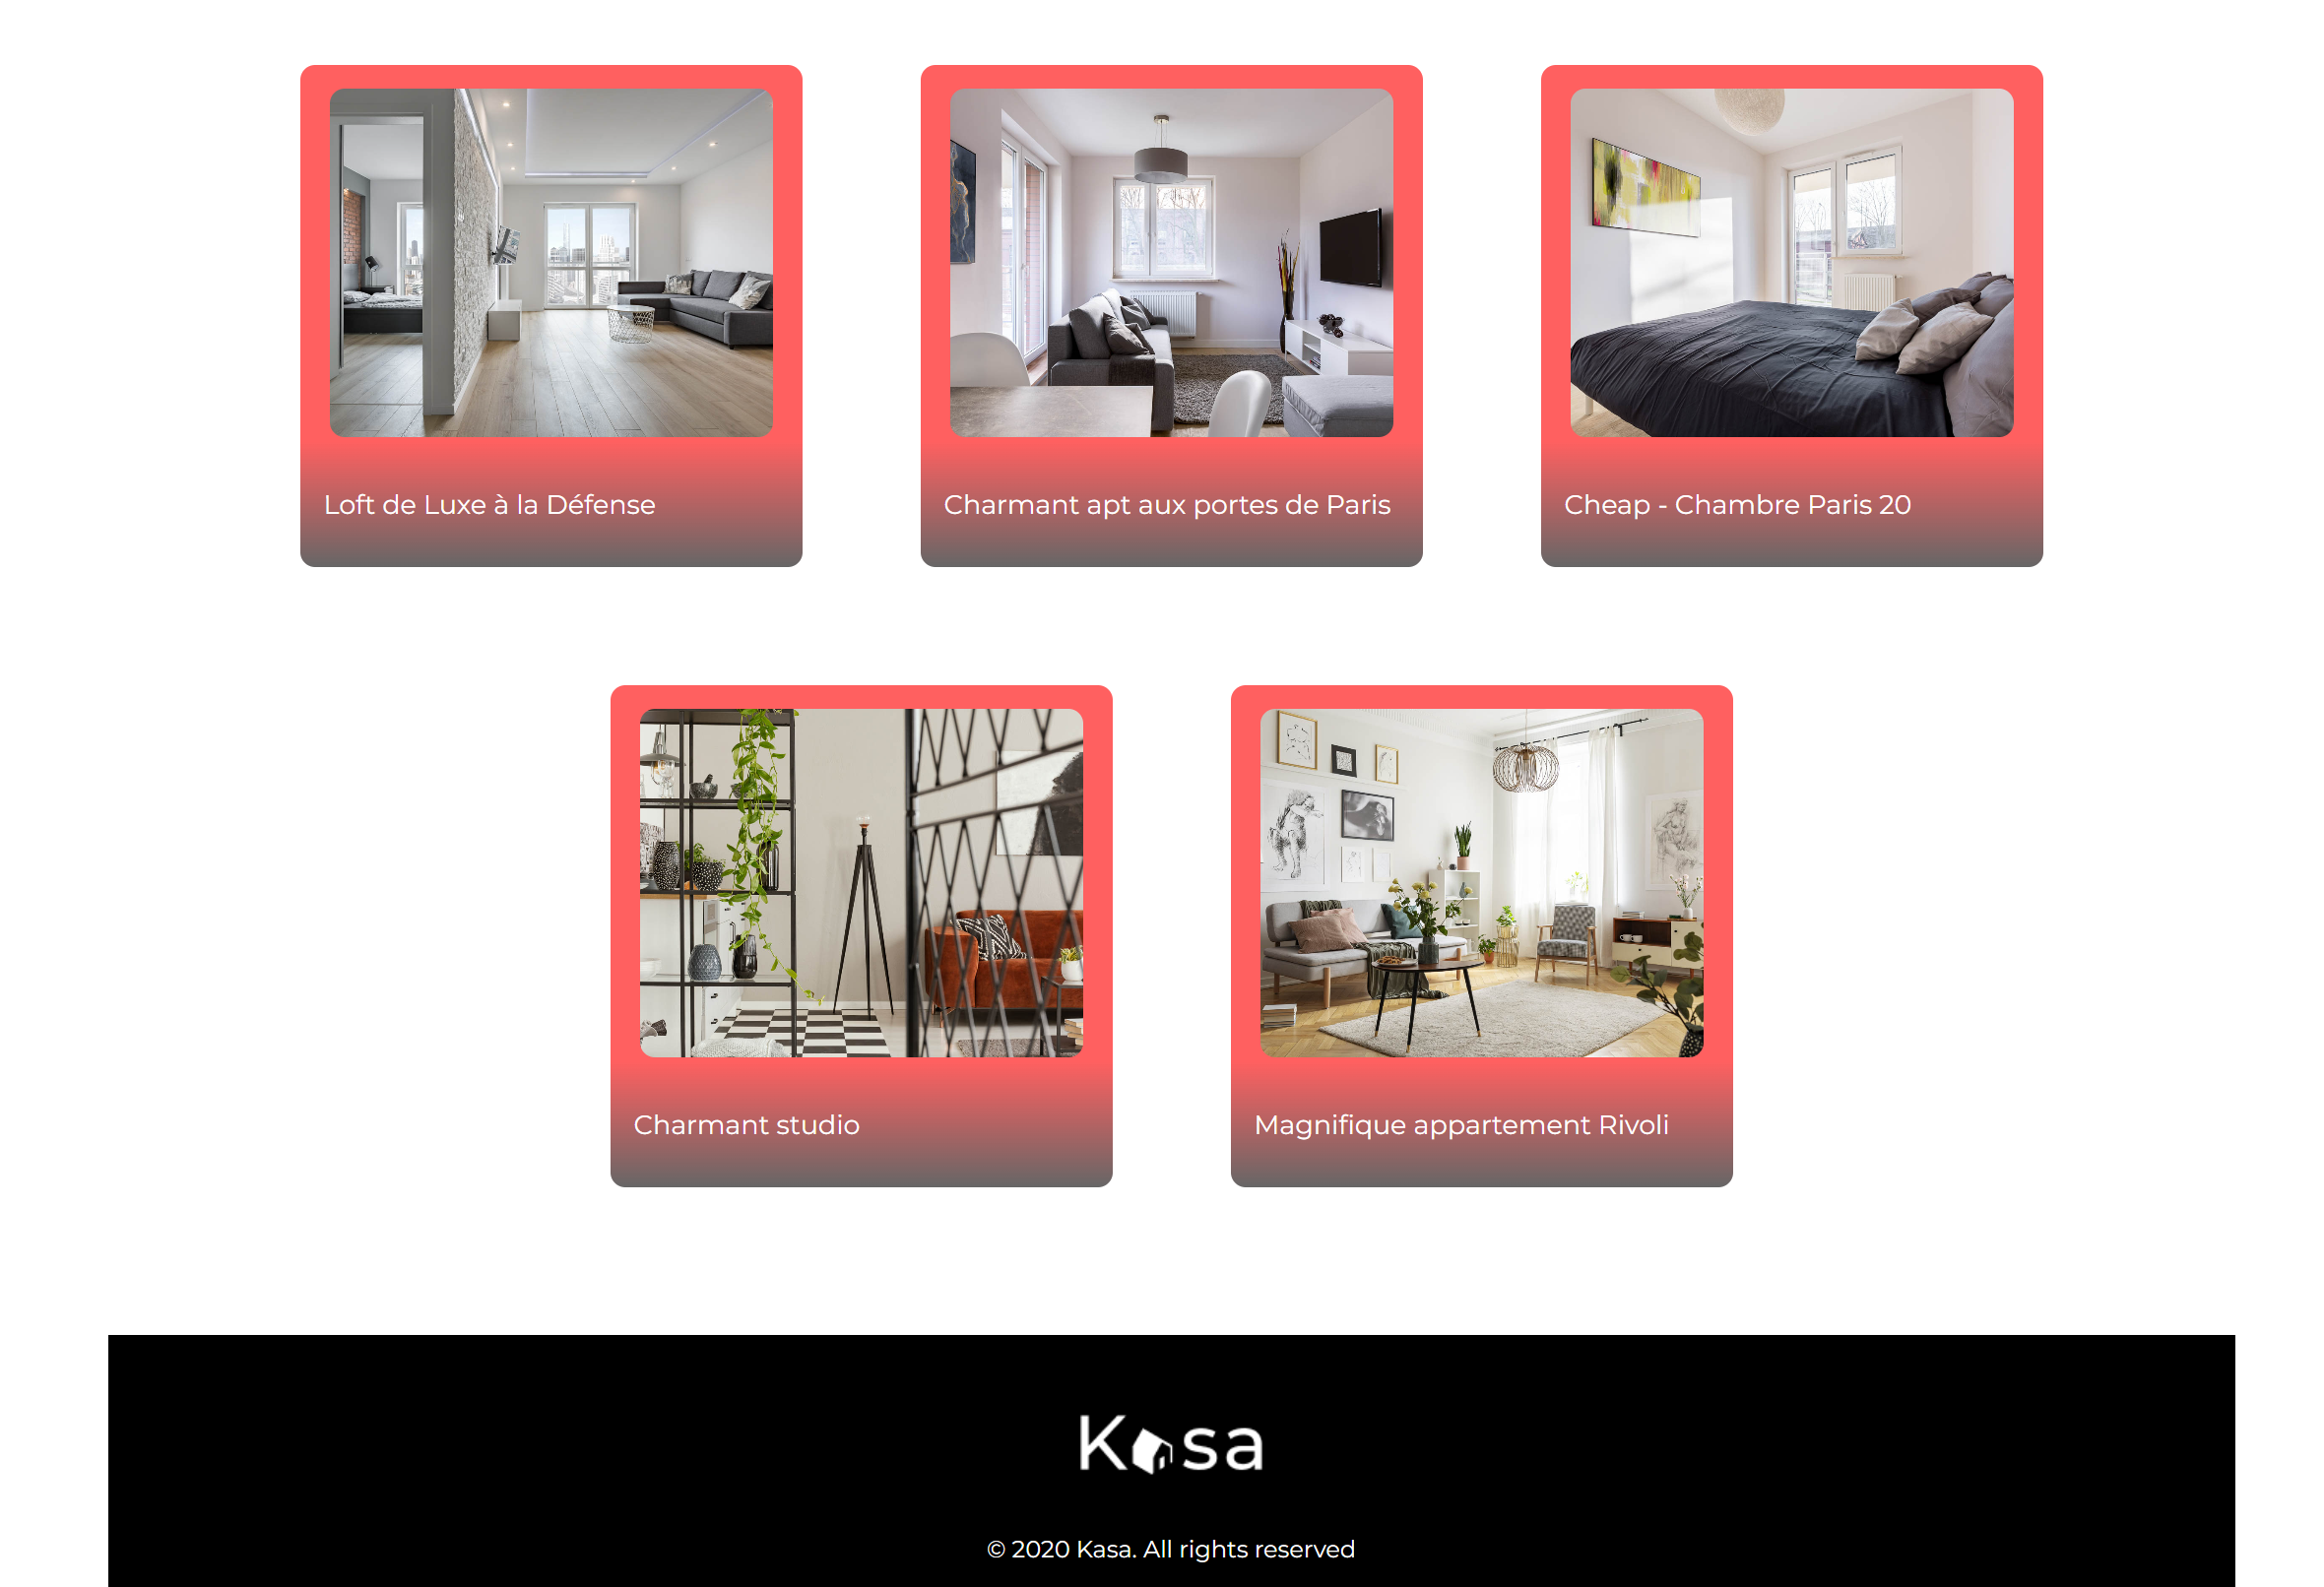 Loft de Luxe à la Défense
Charmant apt aux portes de Paris
Cheap - Chambre Paris 20
Charmant studio
Magnifique appartement Rivoli
Kasa
© 2020 Kasa. All rights reserved